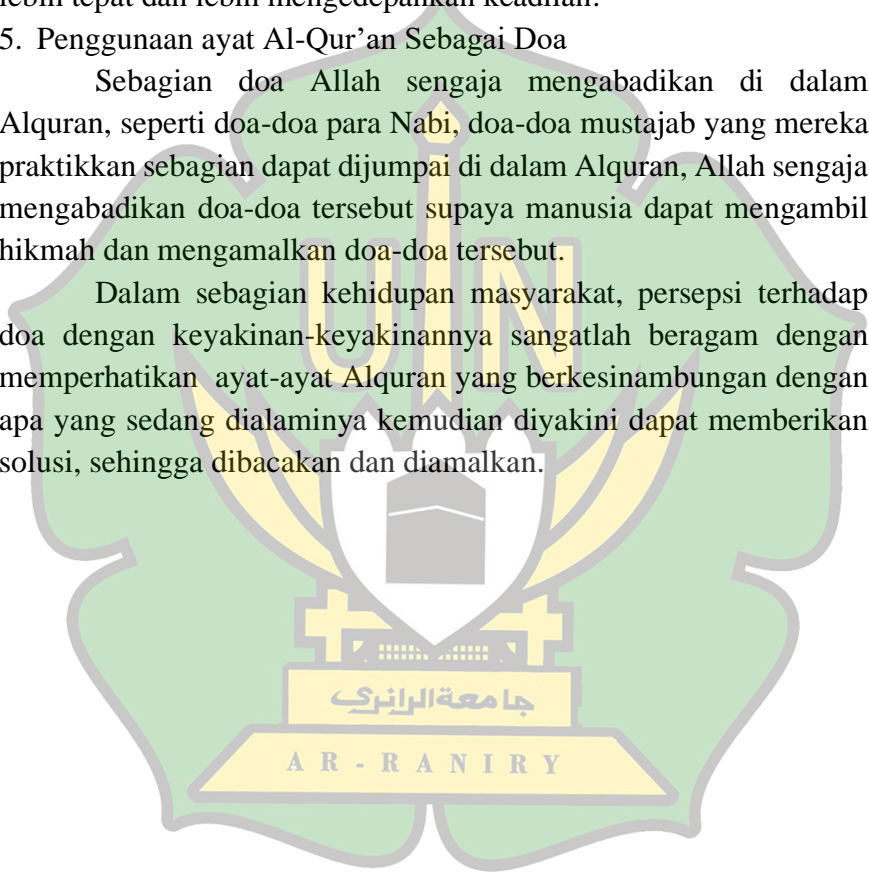 lebih tepat dan lebih mengedepankan keadilan.
5. Penggunaan ayat Al-Qur’an Sebagai Doa
Sebagian doa Allah sengaja mengabadikan di dalam
Alquran, seperti doa-doa para Nabi, doa-doa mustajab yang mereka
praktikkan sebagian dapat dijumpai di dalam Alquran, Allah sengaja
mengabadikan doa-doa tersebut supaya manusia dapat mengambil
hikmah dan mengamalkan doa-doa tersebut.
Dalam sebagian kehidupan masyarakat, persepsi terhadap
doa dengan keyakinan-keyakinannya sangatlah beragam dengan
memperhatikan ayat-ayat Alquran yang berkesinambungan dengan
apa yang sedang dialaminya kemudian diyakini dapat memberikan
solusi, sehingga dibacakan dan diamalkan.
UIN
جامعة الرانري
AR-RANIRY